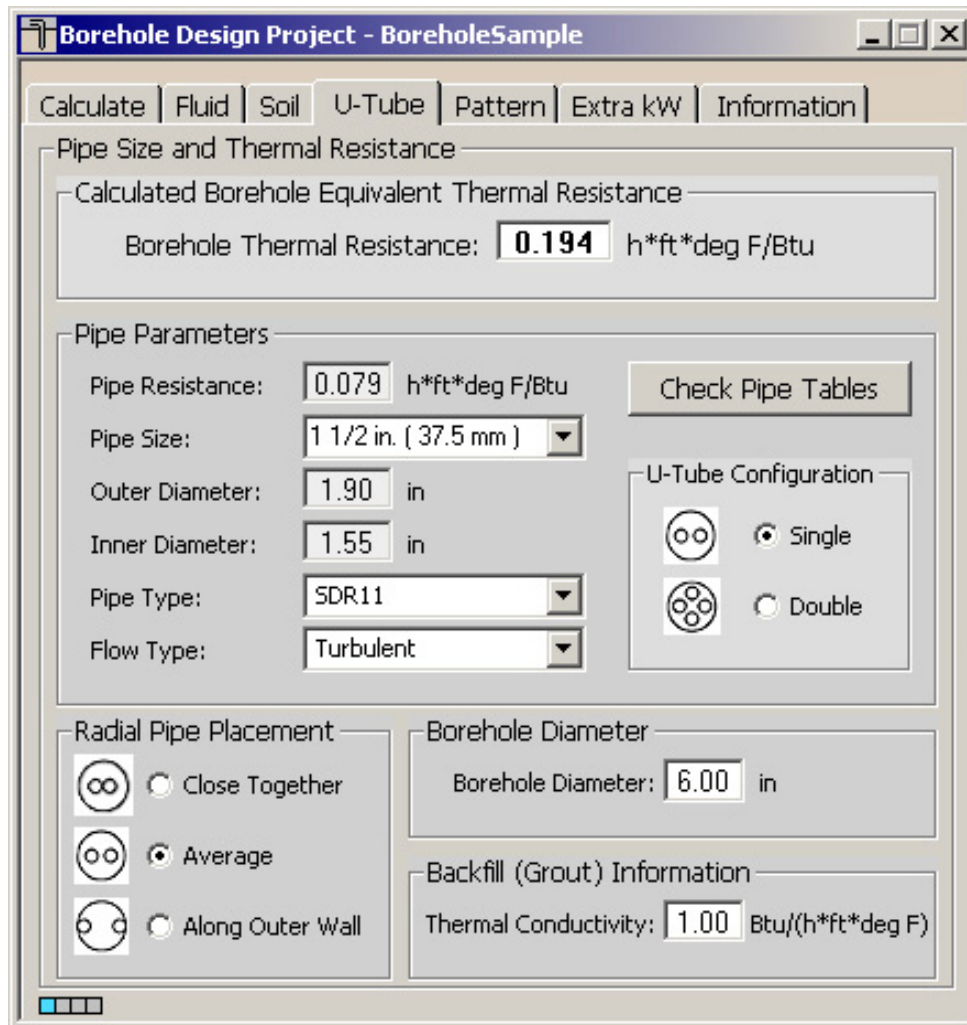 Borehole Design Project - BoreholeSample
Calculate Fluid Soil U-Tube Pattern Extra kW Information
Pipe Size and Thermal Resistance
Calculated Borehole Equivalent Thermal Resistance
Borehole Thermal Resistance: 0.194 h*ft*deg F/Btu
Pipe Parameters
Pipe Resistance: 0.079 h*ft*deg F/Btu
Check Pipe Tables
Pipe Size: 1 1/2 in. ( 37.5 mm )
Outer Diameter: 1.90 in
Inner Diameter: 1.55 in
Pipe Type: SDR11
Flow Type: Turbulent
U-Tube Configuration
Single
Double
Radial Pipe Placement
Close Together
Average
Along Outer Wall
Borehole Diameter
Borehole Diameter: 6.00 in
Backfill (Grout) Information
Thermal Conductivity: 1.00 Btu/(h*ft*deg F)